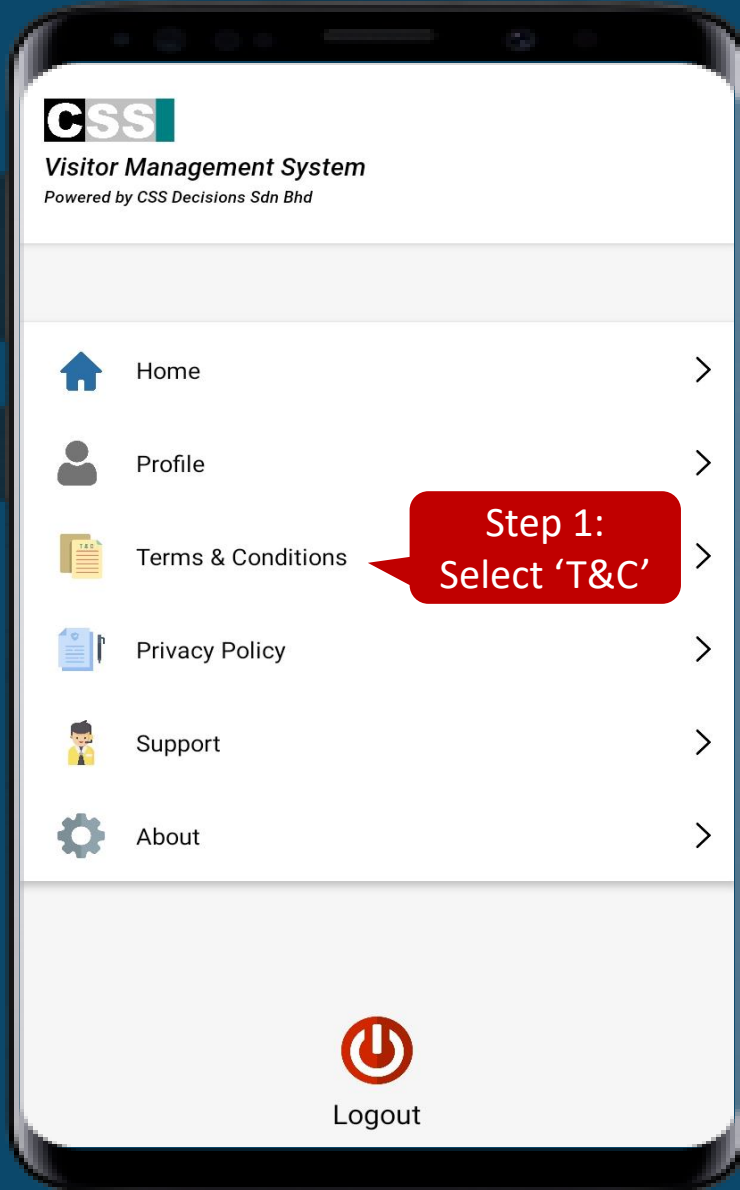 CSS
Visitor Management System
Powered by CSS Decisions Sdn Bhd
Home
Profile
Step 1:
Select ‘T&C’
Terms & Conditions
Privacy Policy
Support
About
Logout